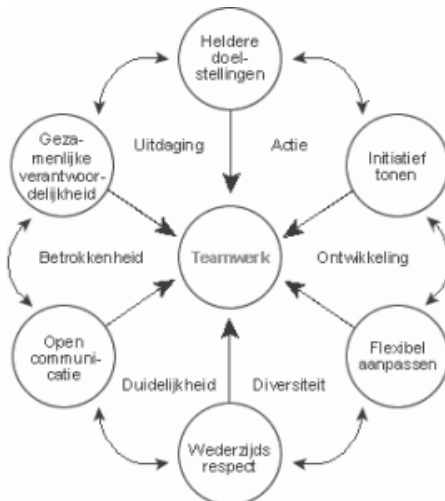 Heldere
doel-
stellingen
Geza-
menlijke
verantwoor-
delijkheid
Uitdaging
Actie
Initiatief
tonen
Betrokkenheid
Teamwerk
Ontwikkeling
Open
communi-
catie
Flexibel
aanpassen
Duidelijkheid
Diversiteit
Wederzijds
respect